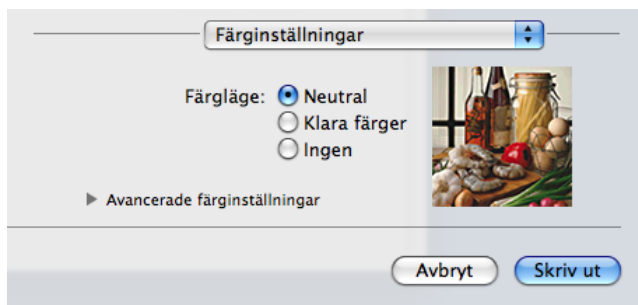 Färginställningar
Färgläge: Neutral
Klara färger
Ingen
Avancerade färginställningar
Avbryt Skriv ut